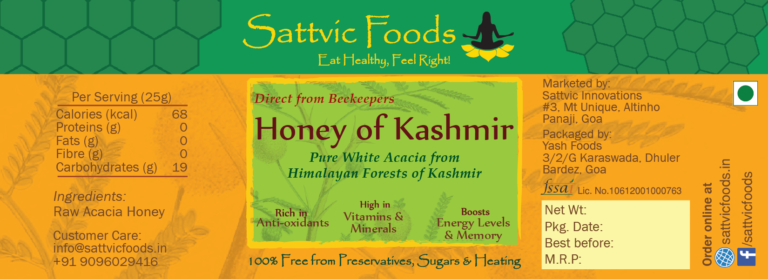 Sattvic Foods
Eat Healthy, Feel Right!
Per Serving (25g)
Calories (kcal) 68
Proteins (g) 0
Fats (g) 0
Fibre (g) 0
Carbohydrates (g) 19
Ingredients:
Raw Acacia Honey
Customer Care:
info@sattvicfoods.in
+91 9096029416
Direct from Beekeepers
Honey of Kashmir
Pure White Acacia from
Himalayan Forests of Kashmir
Rich in
Anti-oxidants
High in
Vitamins &
Minerals
Boosts
Energy Levels
& Memory
100% Free from Preservatives, Sugars & Heating
Marketed by:
Sattvic Innovations
#3, Mt Unique, Altinho
Panaji, Goa
Packaged by:
Yash Foods
3/2/G Karaswada, Dhuler
Bardez, Goa
fssai Lic. No.10612001000763
Net Wt:
Pkg. Date:
Best before:
M.R.P:
Order online at
sattvicfoods.in
f/sattvicfoods